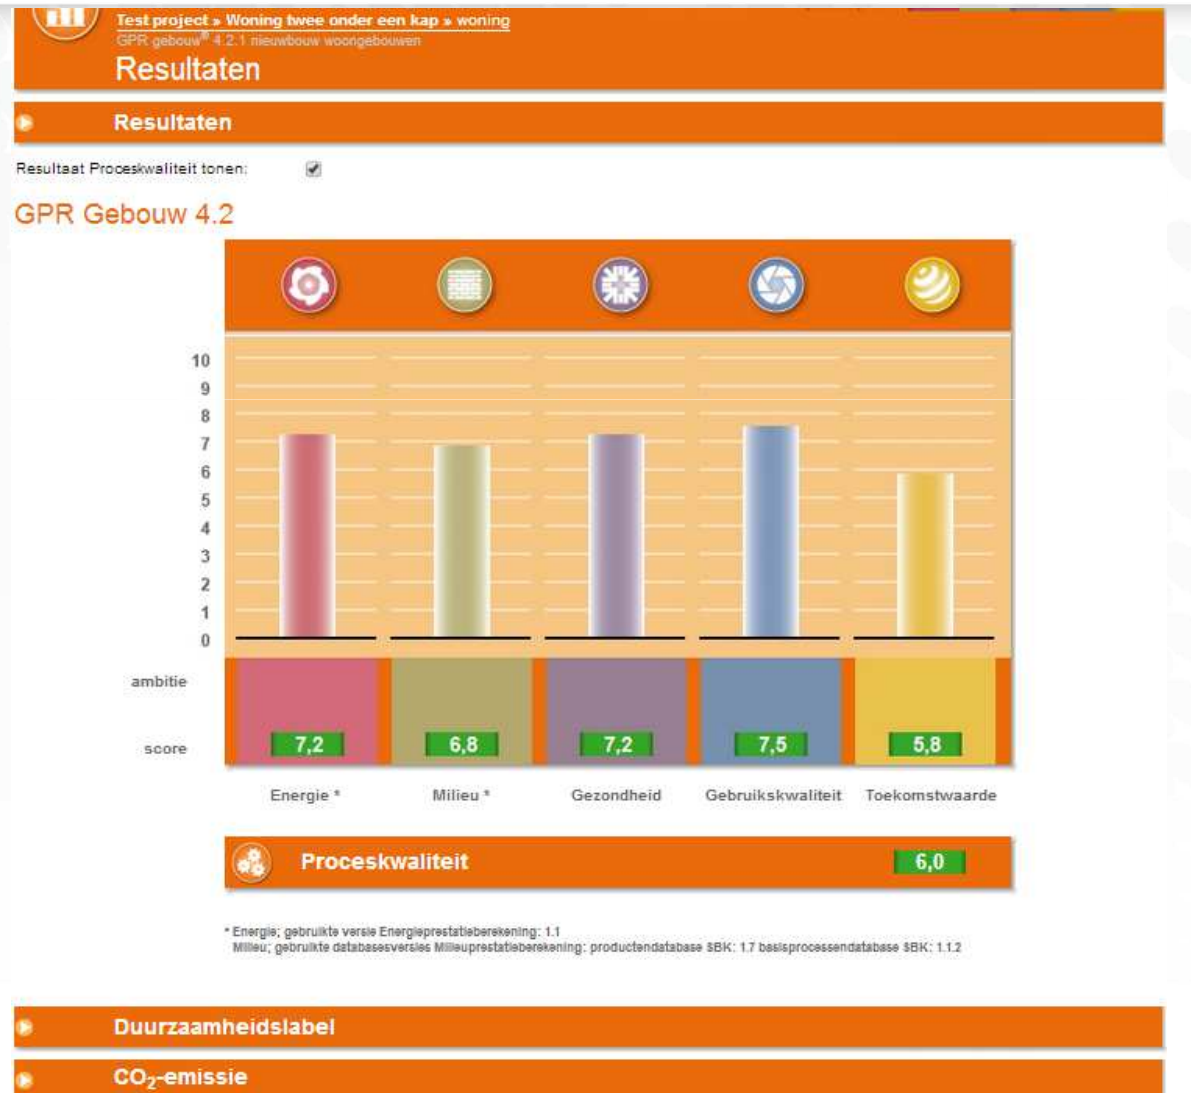 Test project » Woning twee onder een kap » woning
GPR gebouw® 4.2.1 nieuwbouw woongebouwen
Resultaten
Resultaten
Resultaat Proceskwaliteit tonen:
GPR Gebouw 4.2
10
9
8
7
6
5
4
3
2
1
0
ambitie
score 7,2 6,8 7,2 7,5 5,8
Energie * Milieu * Gezondheid Gebruikskwaliteit Toekomstwaarde
Proceskwaliteit 6,0
* Energie; gebruikte versie Energieprestatieberekening: 1.1
Milieu; gebruikte databasesversies Milieuprestatieberekening: productendatabase SBK: 1.7 basisprocessendatabase SBK: 1.1.2
Duurzaamheidslabel
CO₂-emissie